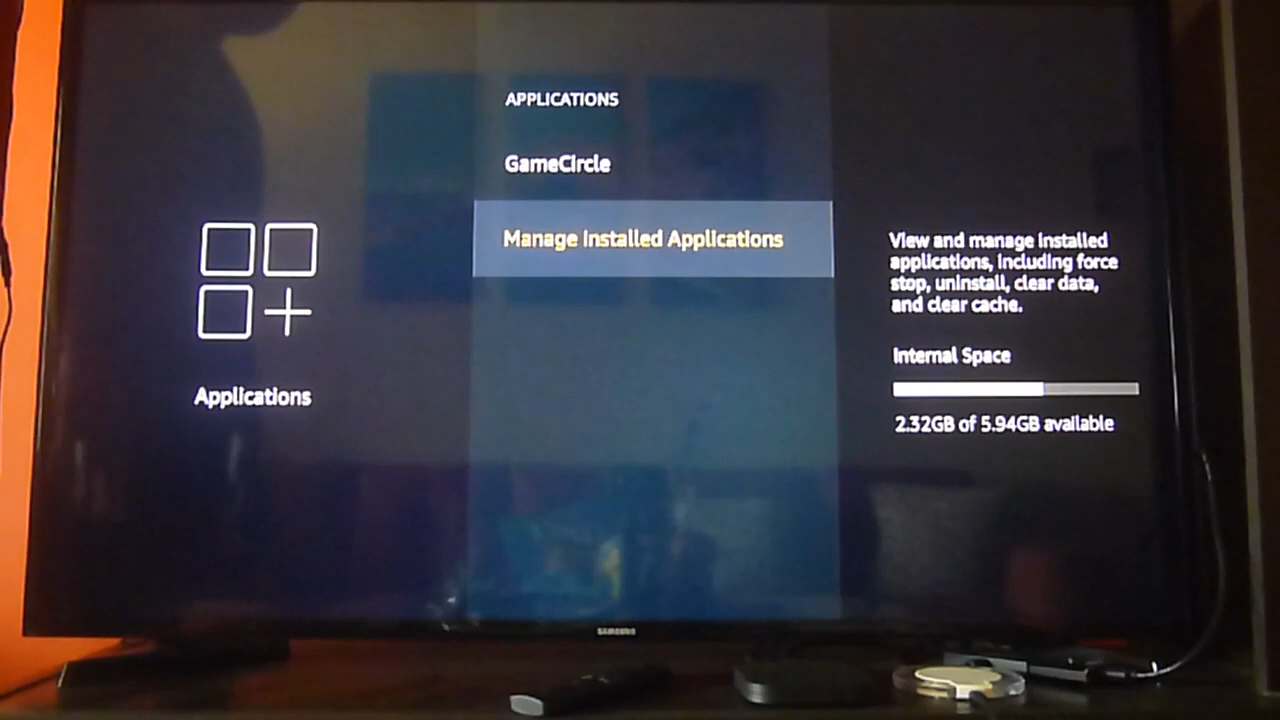 APPLICATIONS
GameCircle
Manage Installed Applications
Applications
View and manage installed
applications, including force
stop, uninstall, clear data,
and clear cache.
Internal Space
2.32GB of 5.94GB available
SAMSUNG